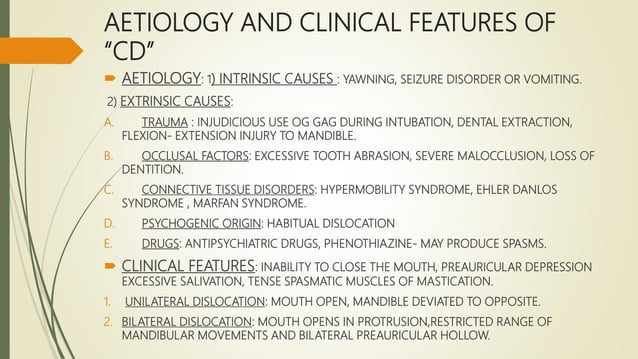 AETIOLOGY AND CLINICAL FEATURES OF
“CD”
AETIOLOGY: 1) INTRINSIC CAUSES : YAWNING, SEIZURE DISORDER OR VOMITING.
2) EXTRINSIC CAUSES:
A. TRAUMA : INJUDICIOUS USE OG GAG DURING INTUBATION, DENTAL EXTRACTION,
FLEXION- EXTENSION INJURY TO MANDIBLE.
B. OCCLUSAL FACTORS: EXCESSIVE TOOTH ABRASION, SEVERE MALOCCLUSION, LOSS OF
DENTITION.
C. CONNECTIVE TISSUE DISORDERS: HYPERMOBILITY SYNDROME, EHLER DANLOS
SYNDROME , MARFAN SYNDROME.
D. PSYCHOGENIC ORIGIN: HABITUAL DISLOCATION
E. DRUGS: ANTIPSYCHIATRIC DRUGS, PHENOTHIAZINE- MAY PRODUCE SPASMS.
CLINICAL FEATURES: INABILITY TO CLOSE THE MOUTH, PREAURICULAR DEPRESSION
EXCESSIVE SALIVATION, TENSE SPASMATIC MUSCLES OF MASTICATION.
1. UNILATERAL DISLOCATION: MOUTH OPEN, MANDIBLE DEVIATED TO OPPOSITE.
2. BILATERAL DISLOCATION: MOUTH OPENS IN PROTRUSION,RESTRICTED RANGE OF
MANDIBULAR MOVEMENTS AND BILATERAL PREAURICULAR HOLLOW.